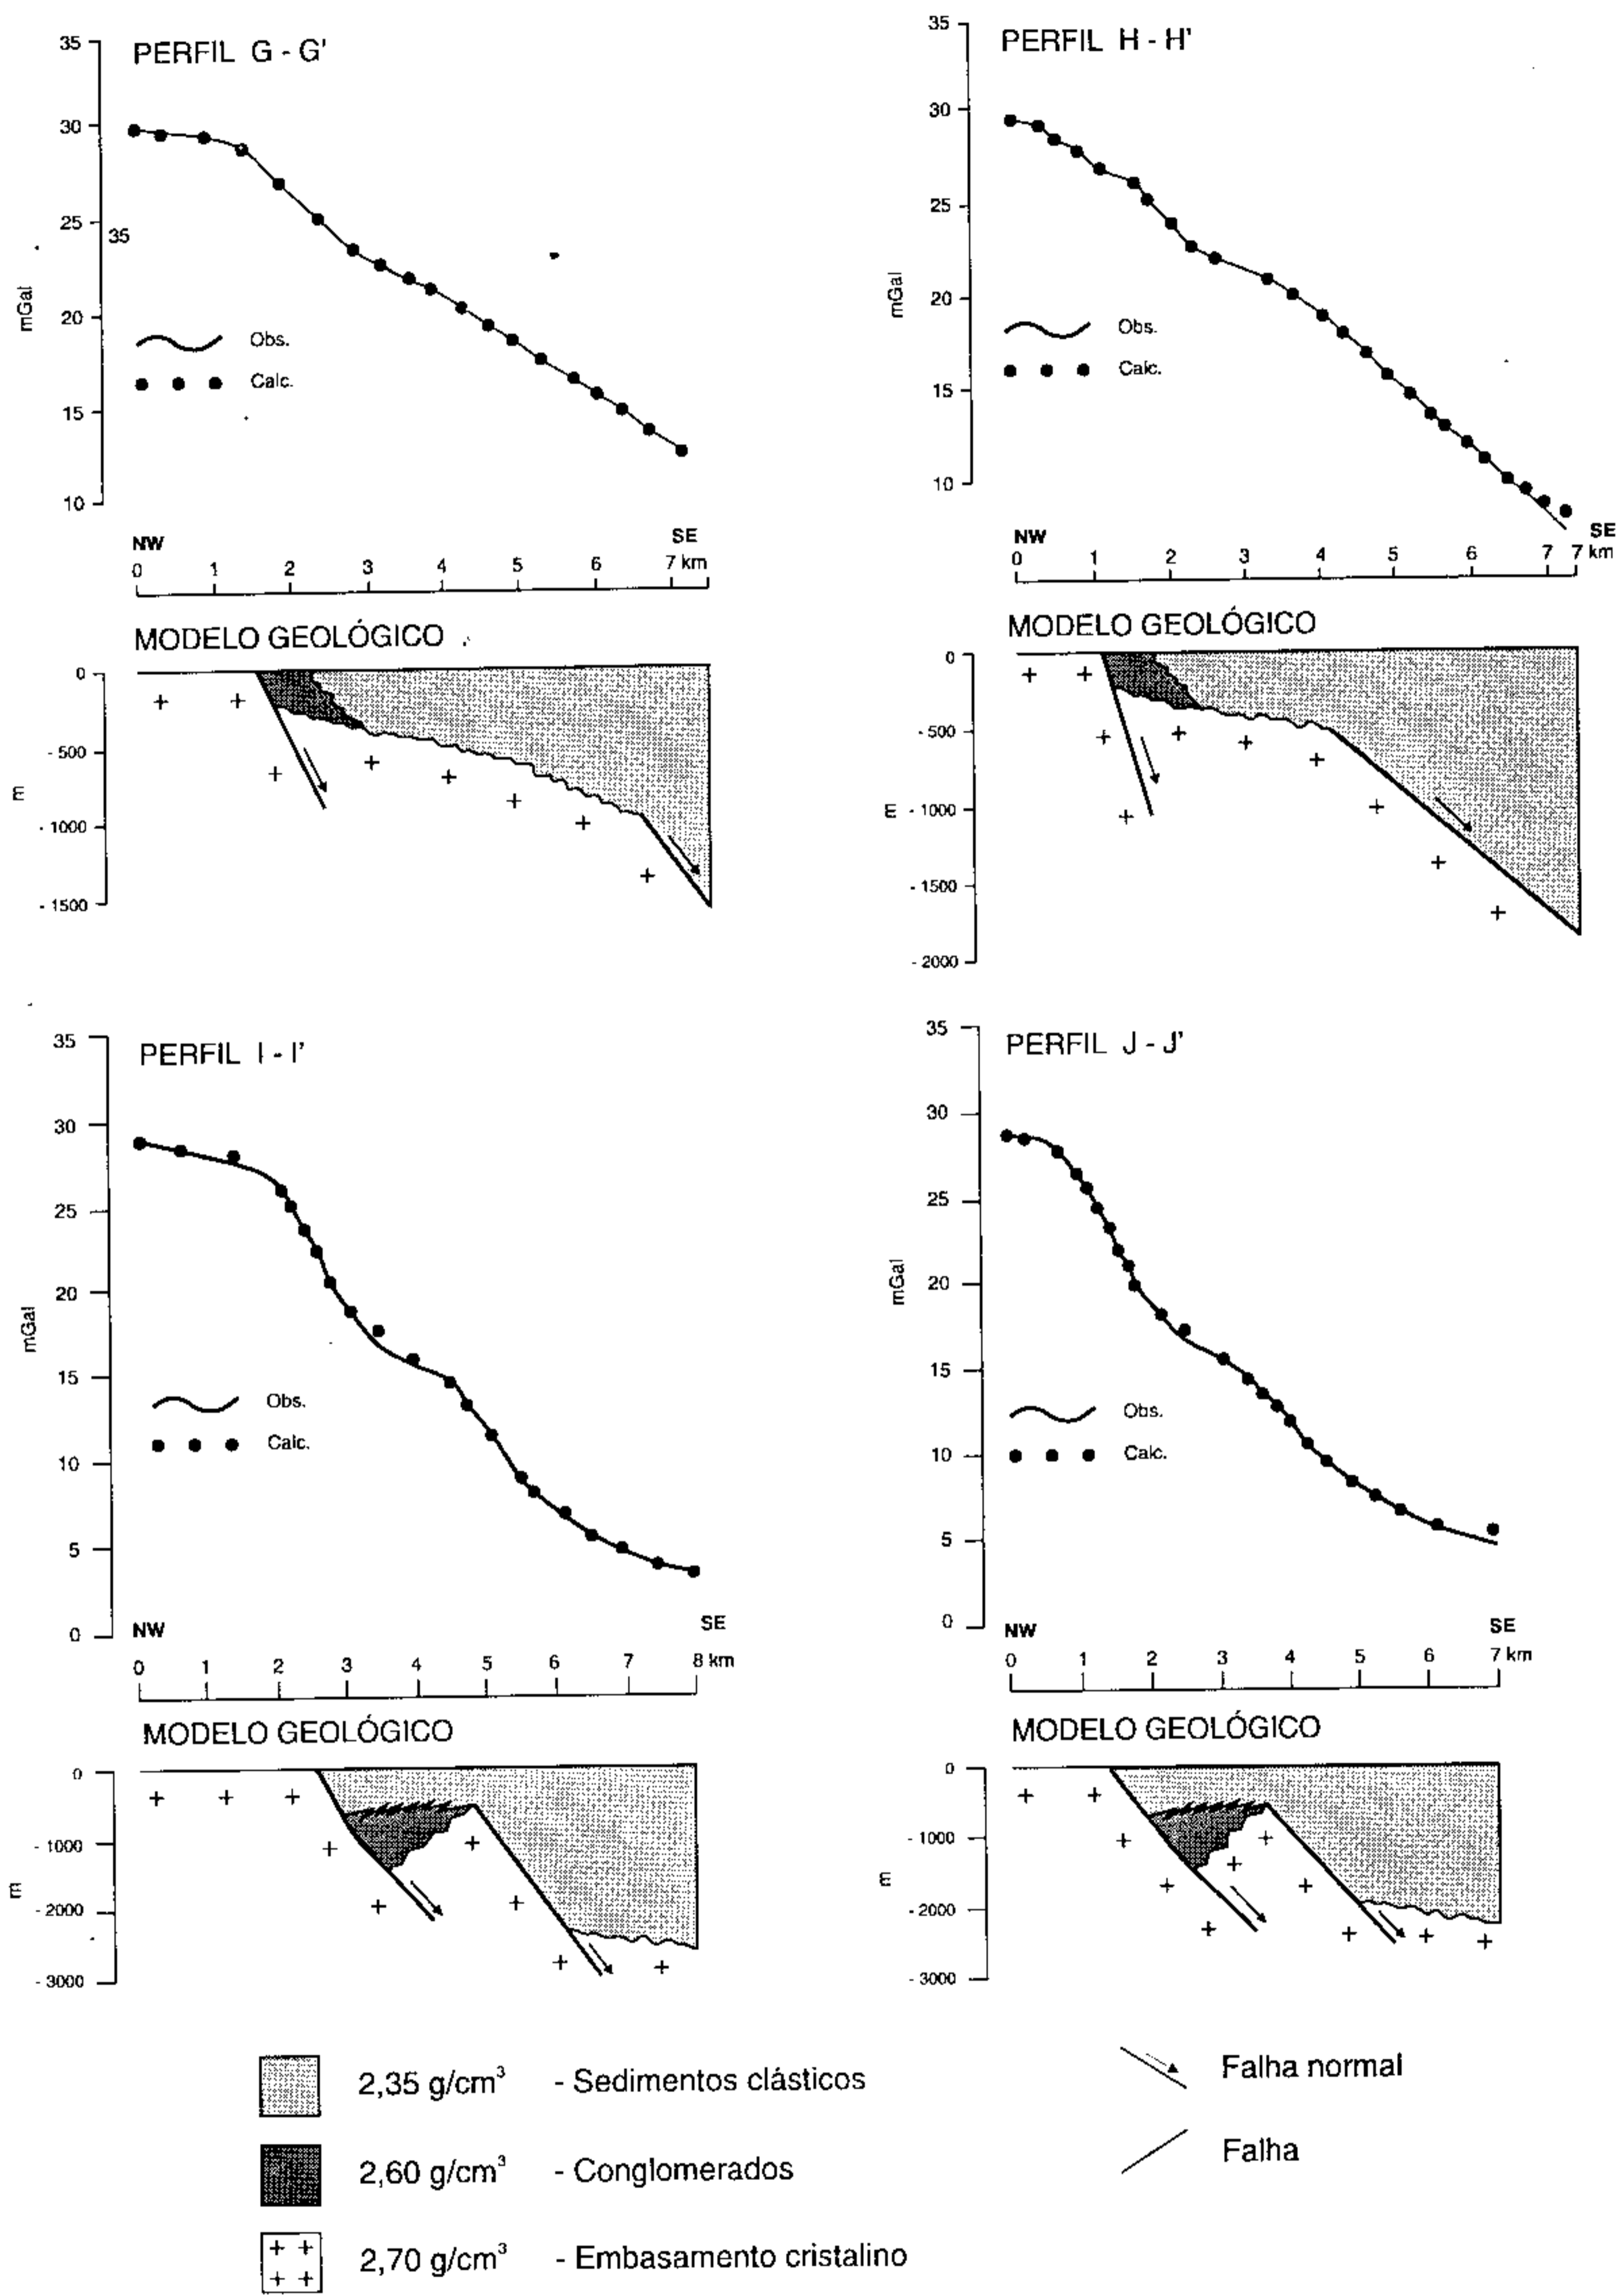 PERFIL G - G'
35
30
25
35
20
15
10
mGal
Obs.
Calc.
NW
SE
0 1 2 3 4 5 6 7 km
MODELO GEOLÓGICO
0
- 500
- 1000
- 1500
m
PERFIL H - H'
35
30
25
20
15
10
mGal
Obs.
Calc.
NW
SE
0 1 2 3 4 5 6 7 7 km
MODELO GEOLÓGICO
0
- 500
- 1000
- 1500
- 2000
m
PERFIL I - I'
35
30
25
20
15
10
5
0
mGal
Obs.
Calc.
NW
SE
0 1 2 3 4 5 6 7 8 km
MODELO GEOLÓGICO
0
- 1000
- 2000
- 3000
m
PERFIL J - J'
35
30
25
20
15
10
5
0
mGal
Obs.
Calc.
NW
SE
0 1 2 3 4 5 6 7 km
MODELO GEOLÓGICO
0
- 1000
- 2000
- 3000
m
2,35 g/cm³ - Sedimentos clásticos
2,60 g/cm³ - Conglomerados
2,70 g/cm³ - Embasamento cristalino
Falha normal
Falha